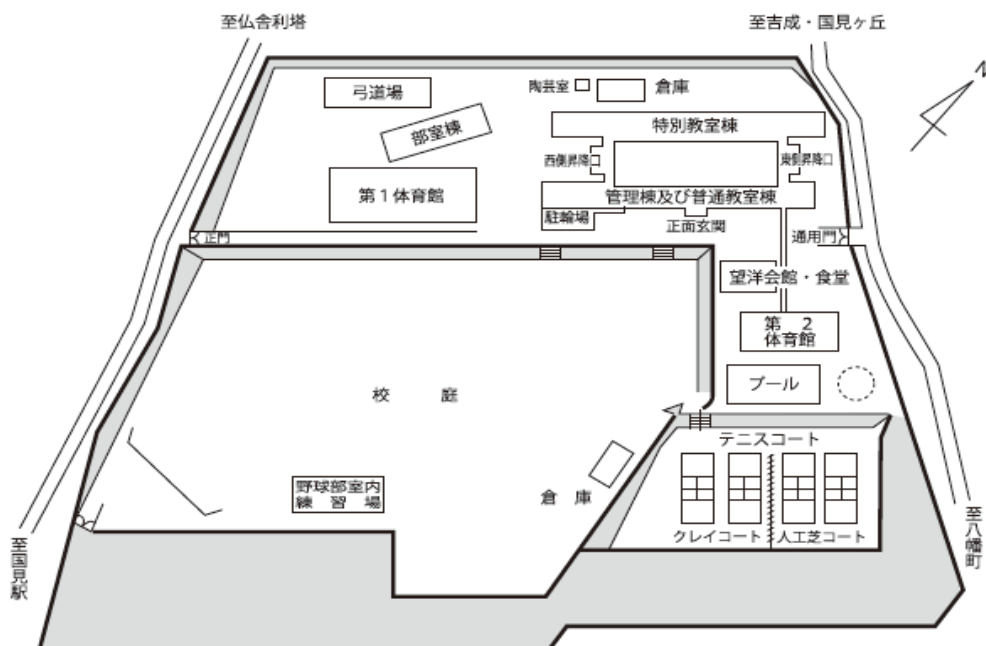 至仏舎利塔
至吉成・国見ヶ丘
N
弓道場
陶芸室
倉庫
部室棟
特別教室棟
西側昇降口
東側昇降口
第1体育館
管理棟及び普通教室棟
駐輪場
正面玄関
正門
通用門
望洋会館・食堂
第 2
体育館
プール
校 庭
テニスコート
野球部室内
練 習 場
倉 庫
クレイコート
人工芝コート
至国見駅
至八幡町